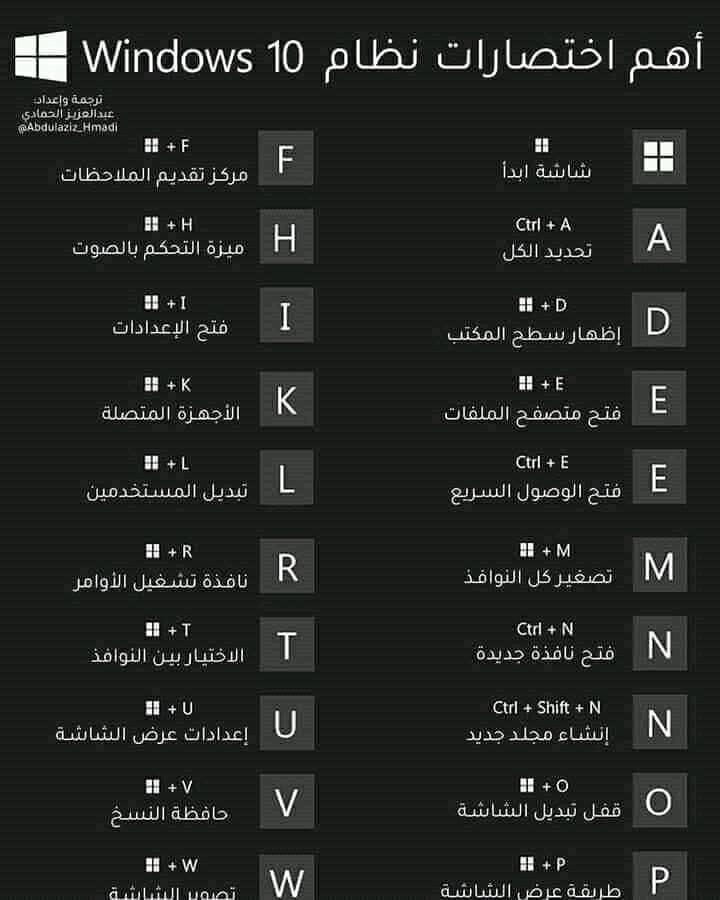 أهم اختصارات نظام Windows 10
ترجمة وإعداد:
عبدالعزيز الحمادي
@Abdulaziz_Hmadi
شاشة ابدأ
A
Ctrl + A
تحديد الكل
D
+ D
إظهار سطح المكتب
E
+ E
فتح متصفح الملفات
E
Ctrl + E
فتح الوصول السريع
M
+ M
تصغير كل النوافذ
N
Ctrl + N
فتح نافذة جديدة
N
Ctrl + Shift + N
إنشاء مجلد جديد
O
+ O
قفل تبديل الشاشة
P
+ P
طريقة عرض الشاشة
F
+ F
مركز تقديم الملاحظات
H
+ H
ميزة التحكم بالصوت
I
+ I
فتح الإعدادات
K
+ K
الأجهزة المتصلة
L
+ L
تبديل المستخدمين
R
+ R
نافذة تشغيل الأوامر
T
+ T
الاختيار بين النوافذ
U
+ U
إعدادات عرض الشاشة
V
+ V
حافظة النسخ
W
+ W
تصوير الشاشة